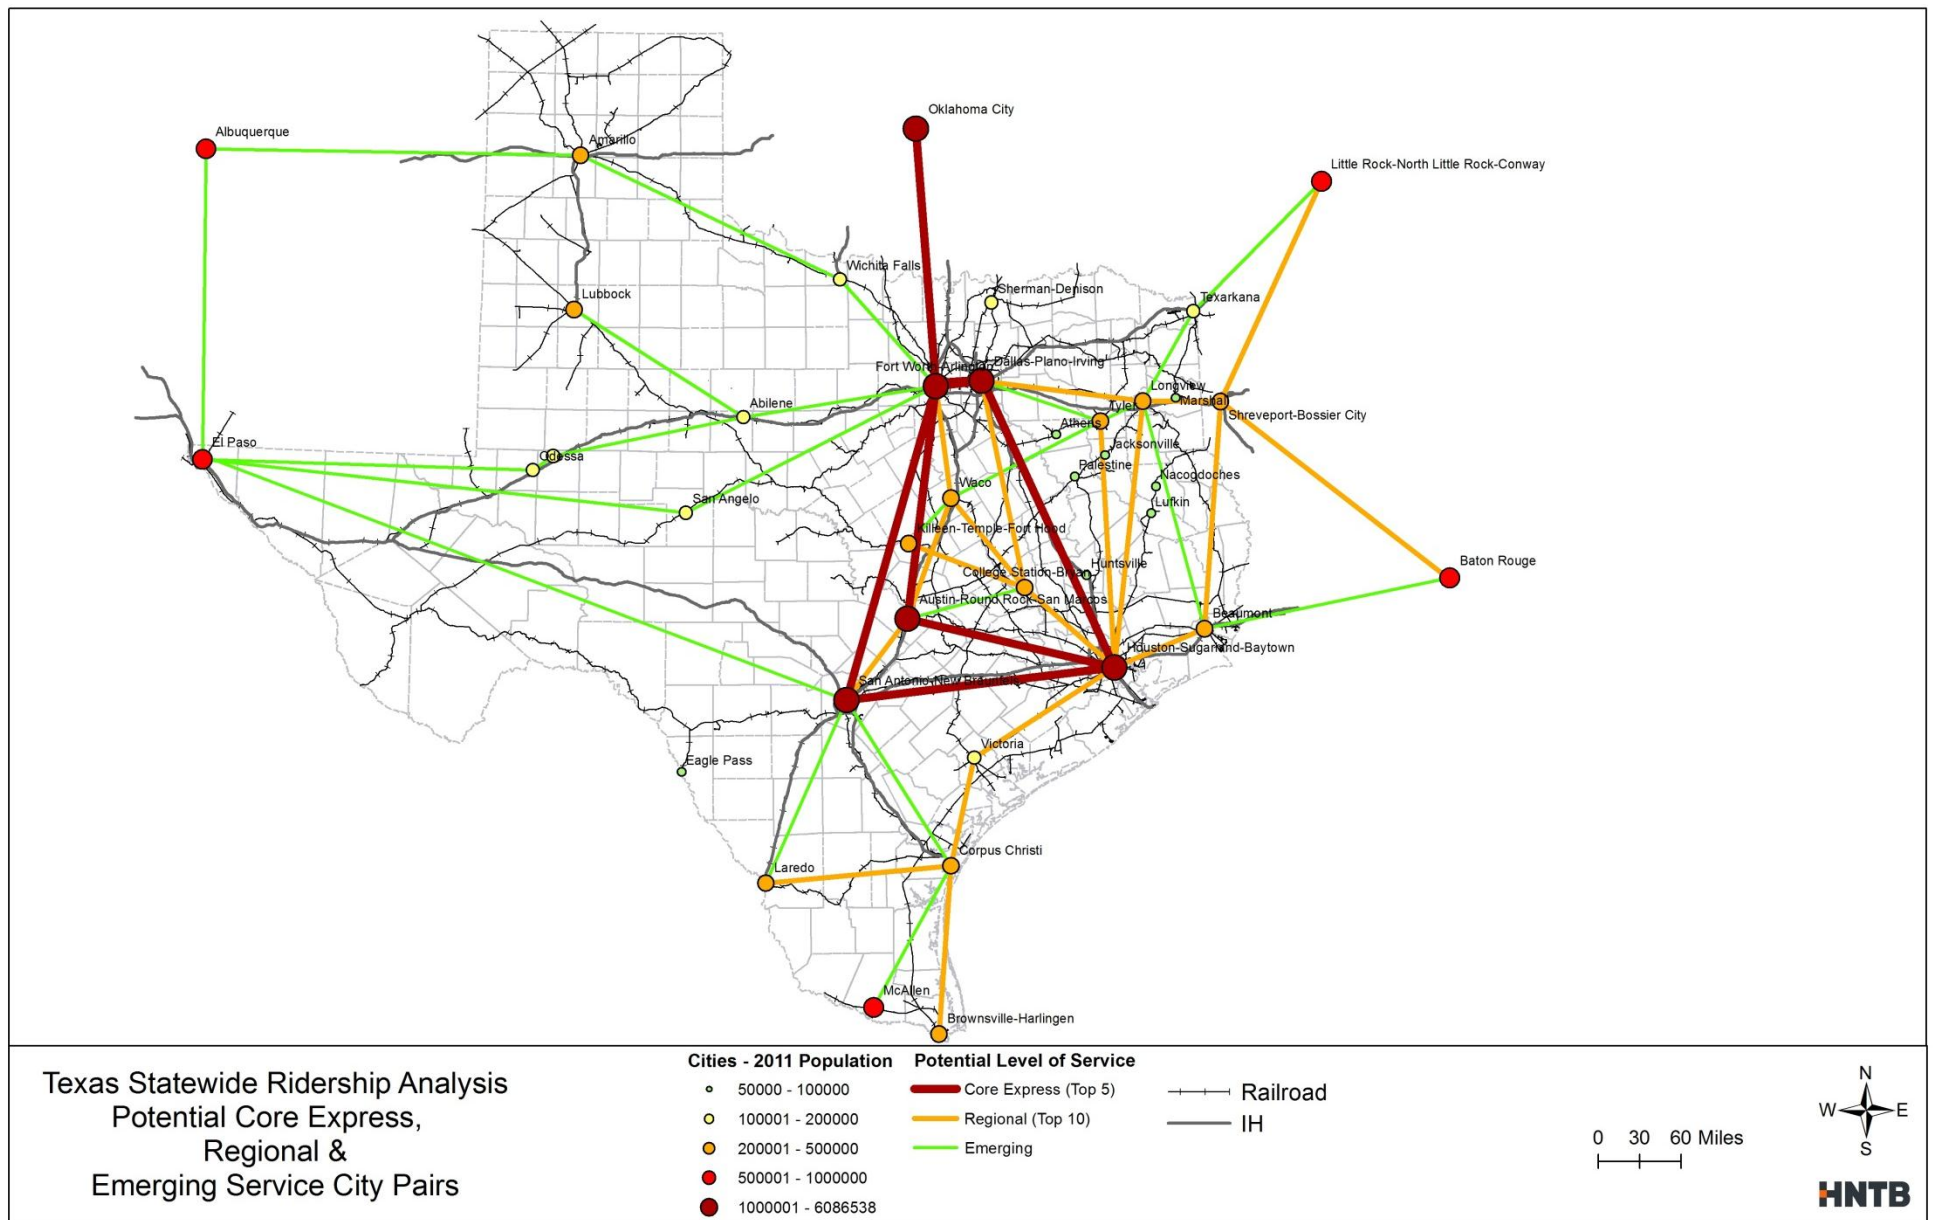 Oklahoma City
Albuquerque
Amarillo
Little Rock-North Little Rock-Conway
Wichita Falls
Sherman-Denison
Texarkana
Lubbock
Dallas-Plano-Irving
Fort Worth-Arlington
Longview
Marshall
Abilene
Tyler
Shreveport-Bossier City
Athens
El Paso
Jacksonville
Odessa
Palestine
Nacogdoches
Waco
San Angelo
Lufkin
Killeen-Temple-Fort Hood
Huntsville
Baton Rouge
College Station-Bryan
Austin-Round Rock-San Marcos
Beaumont
Houston-Sugarland-Baytown
San Antonio-New Braunfels
Victoria
Eagle Pass
Corpus Christi
Laredo
McAllen
Brownsville-Harlingen
Texas Statewide Ridership Analysis
Potential Core Express,
Regional &
Emerging Service City Pairs
Cities - 2011 Population
50000 - 100000
100001 - 200000
200001 - 500000
500001 - 1000000
1000001 - 6086538
Potential Level of Service
Core Express (Top 5)
Regional (Top 10)
Emerging
Railroad
IH
0 30 60 Miles
N
W E
S
HNTB